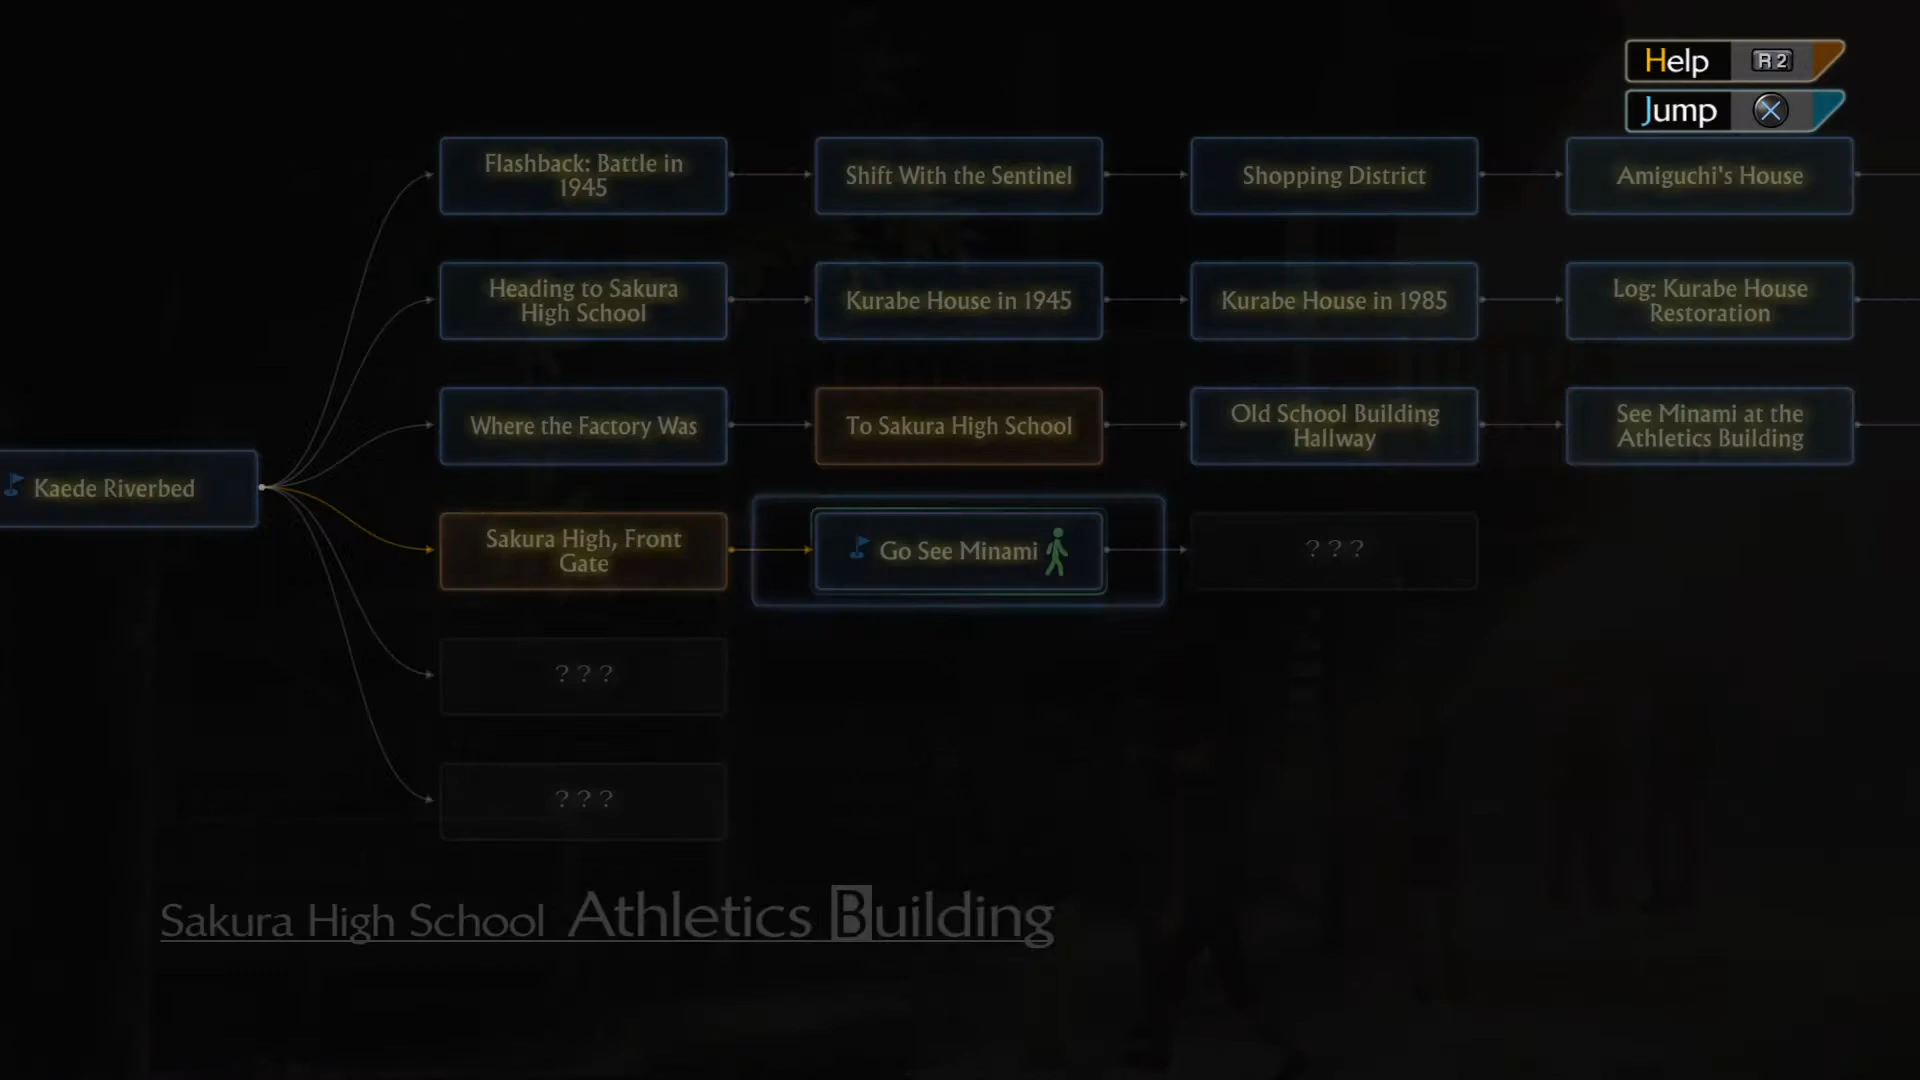 Help R2
Jump
Flashback: Battle in
1945
Shift With the Sentinel
Shopping District
Amiguchi's House
Heading to Sakura
High School
Kurabe House in 1945
Kurabe House in 1985
Log: Kurabe House
Restoration
Where the Factory Was
To Sakura High School
Old School Building
Hallway
See Minami at the
Athletics Building
Kaede Riverbed
Sakura High, Front
Gate
Go See Minami
???
???
???
Sakura High School Athletics Building